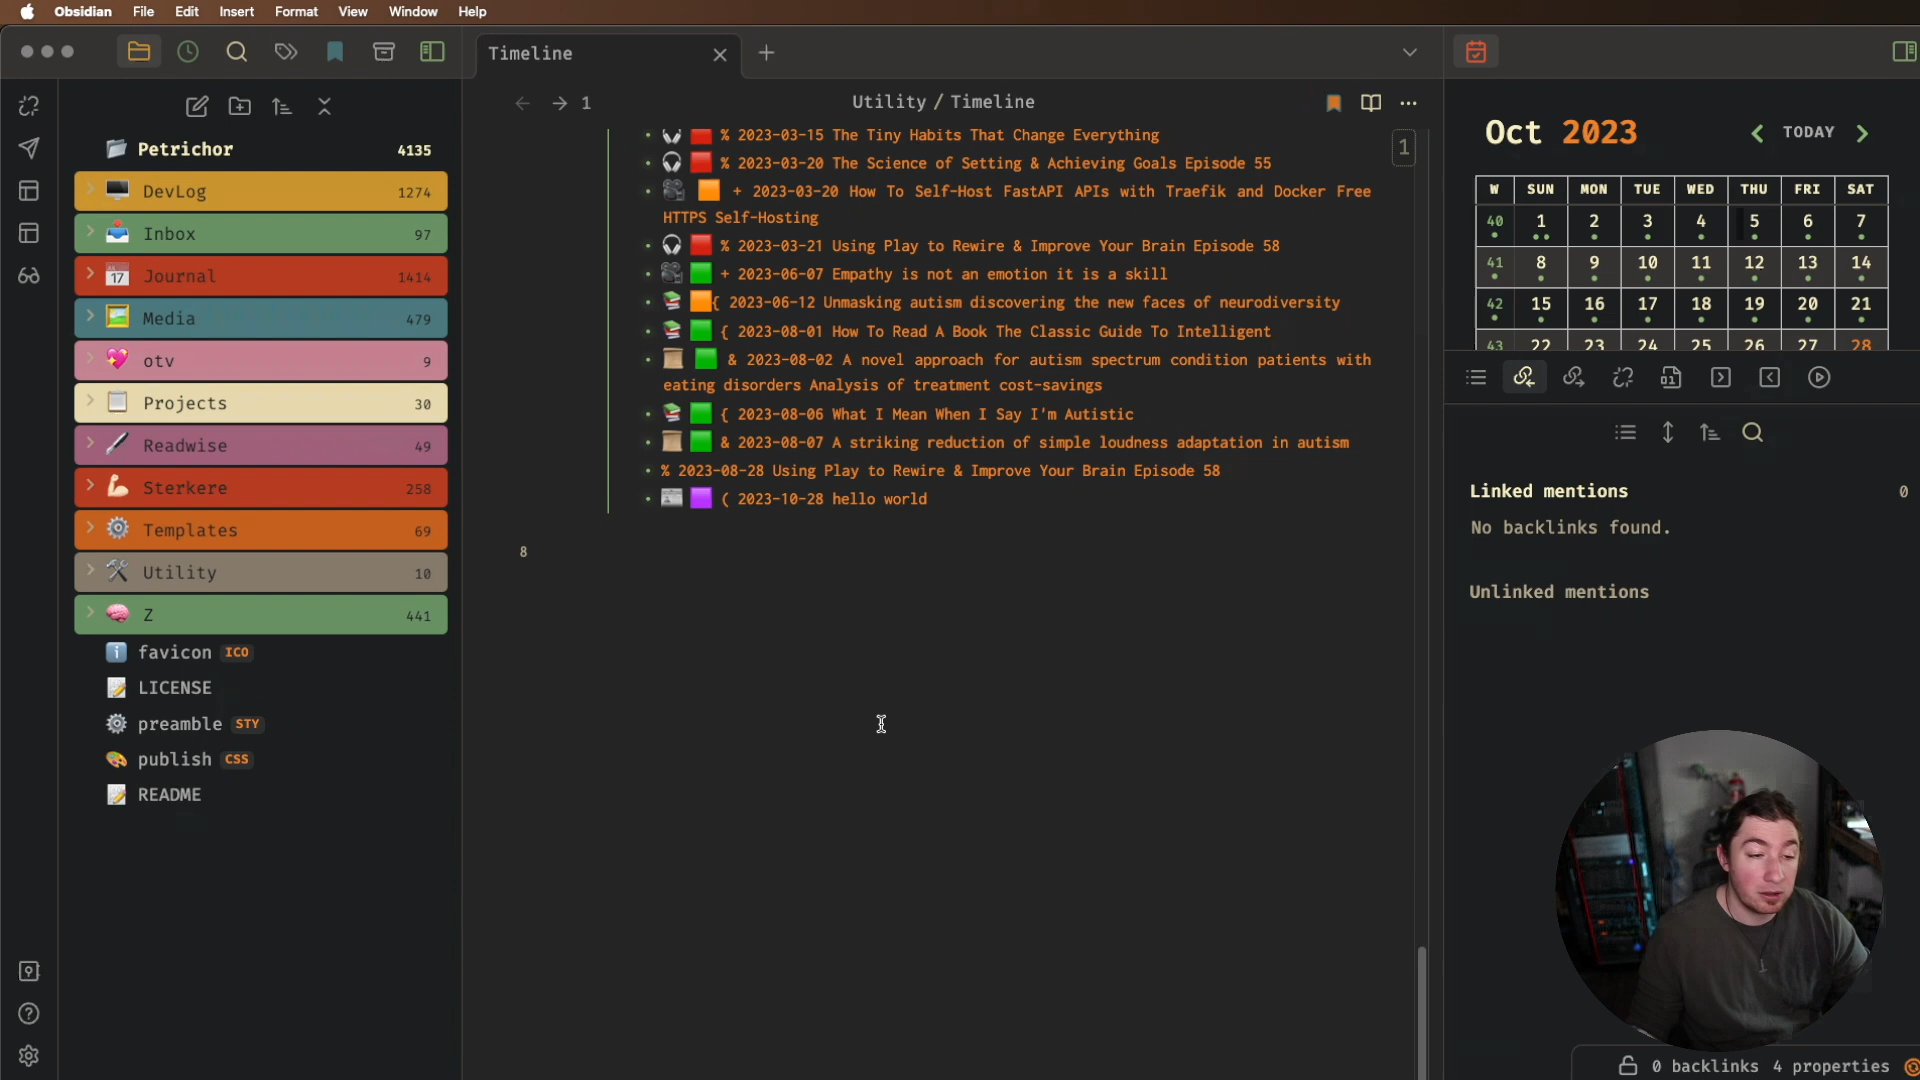 Obsidian File Edit Insert Format View Window Help
Timeline
1
Utility / Timeline
Petrichor 4135
DevLog 1274
Inbox 97
Journal 1414
Media 479
otv 9
Projects 30
Readwise 49
Sterkere 258
Templates 69
Utility 10
Z 441
favicon ICO
LICENSE
preamble STY
publish CSS
README
% 2023-03-15 The Tiny Habits That Change Everything
% 2023-03-20 The Science of Setting & Achieving Goals Episode 55
+ 2023-03-20 How To Self-Host FastAPI APIs with Traefik and Docker Free
HTTPS Self-Hosting
% 2023-03-21 Using Play to Rewire & Improve Your Brain Episode 58
+ 2023-06-07 Empathy is not an emotion it is a skill
{ 2023-06-12 Unmasking autism discovering the new faces of neurodiversity
{ 2023-08-01 How To Read A Book The Classic Guide To Intelligent
& 2023-08-02 A novel approach for autism spectrum condition patients with
eating disorders Analysis of treatment cost-savings
{ 2023-08-06 What I Mean When I Say I'm Autistic
& 2023-08-07 A striking reduction of simple loudness adaptation in autism
% 2023-08-28 Using Play to Rewire & Improve Your Brain Episode 58
( 2023-10-28 hello world
8
1
Oct 2023 TODAY
W SUN MON TUE WED THU FRI SAT
40 1 2 3 4 5 6 7
41 8 9 10 11 12 13 14
42 15 16 17 18 19 20 21
43 22 23 24 25 26 27 28
Linked mentions 0
No backlinks found.
Unlinked mentions
0 backlinks 4 properties